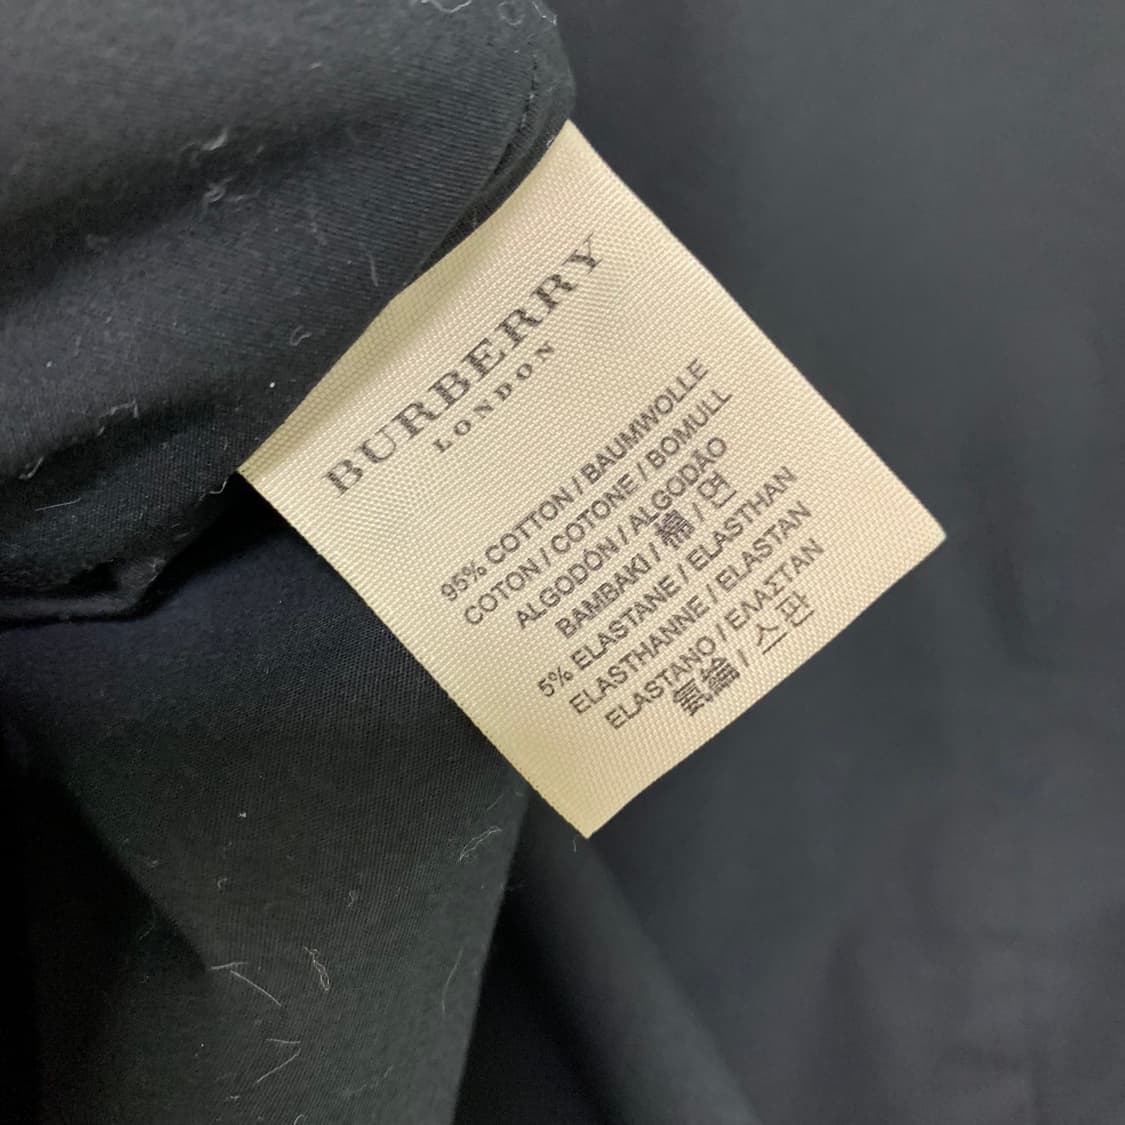 BURBERRY
LONDON
95% COTTON / BAUMWOLLE
COTON / COTONE / BOMULL
ALGODÓN / ALGODÃO
BAMBAKI / 綿 / 면
5% ELASTANE / ELASTHAN
ELASTHANNE / ELASTAN
ELASTANO / ΕΛΑΣΤΑΝ
氨綸 / 스판